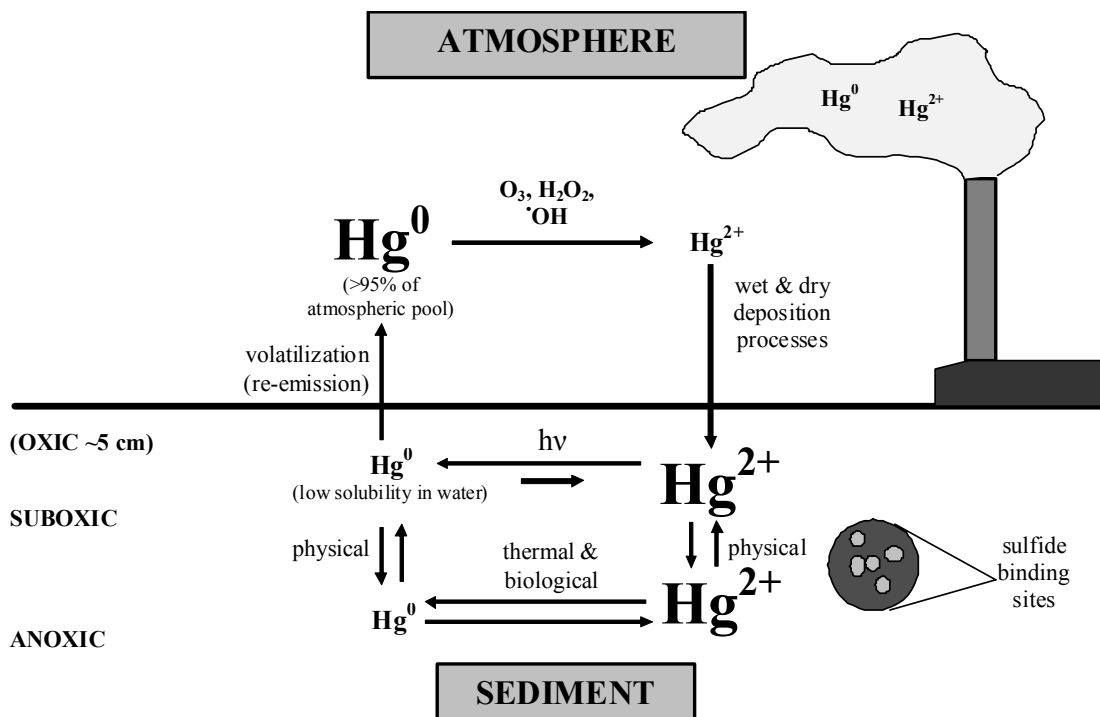 ATMOSPHERE
Hg⁰
Hg²⁺
O₃, H₂O₂,
˙OH
Hg⁰
(>95% of
atmospheric pool)
Hg²⁺
wet & dry
deposition
processes
volatilization
(re-emission)
(OXIC ~5 cm)
hν
Hg⁰
(low solubility in water)
Hg²⁺
SUBOXIC
physical
thermal &
biological
physical
sulfide
binding
sites
Hg⁰
Hg²⁺
ANOXIC
SEDIMENT